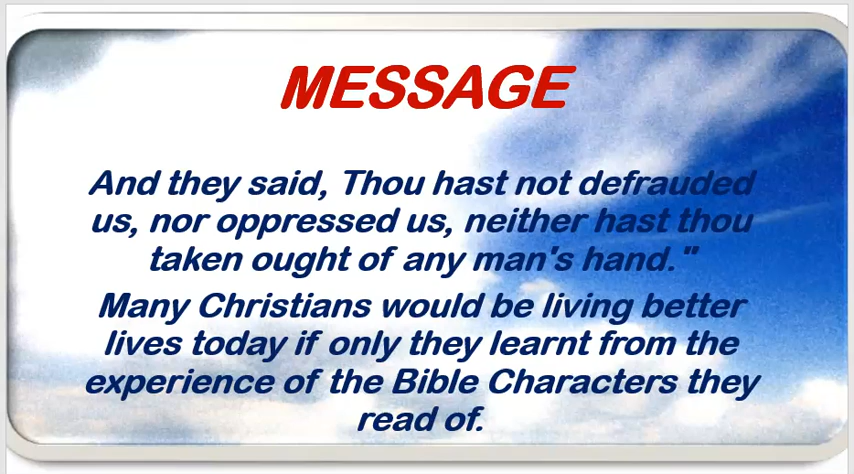 MESSAGE
And they said, Thou hast not defrauded
us, nor oppressed us, neither hast thou
taken ought of any man's hand."
Many Christians would be living better
lives today if only they learnt from the
experience of the Bible Characters they
read of.